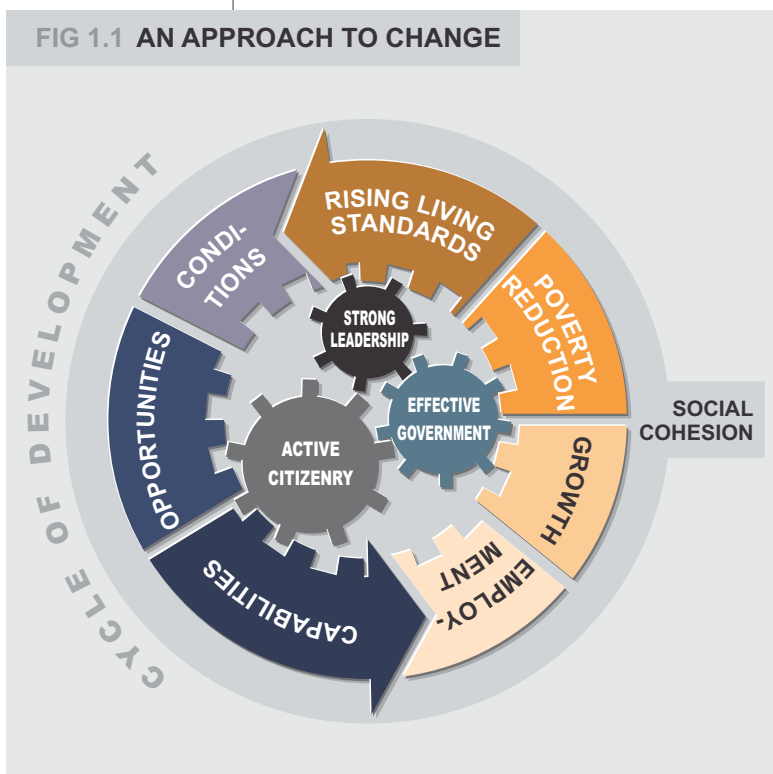 FIG 1.1 AN APPROACH TO CHANGE
CYCLE OF DEVELOPMENT
RISING LIVING
STANDARDS
POVERTY
REDUCTION
GROWTH
EMPLOY-
MENT
CAPABILITIES
OPPORTUNITIES
CONDI-
TIONS
STRONG
LEADERSHIP
EFFECTIVE
GOVERNMENT
ACTIVE
CITIZENRY
SOCIAL
COHESION